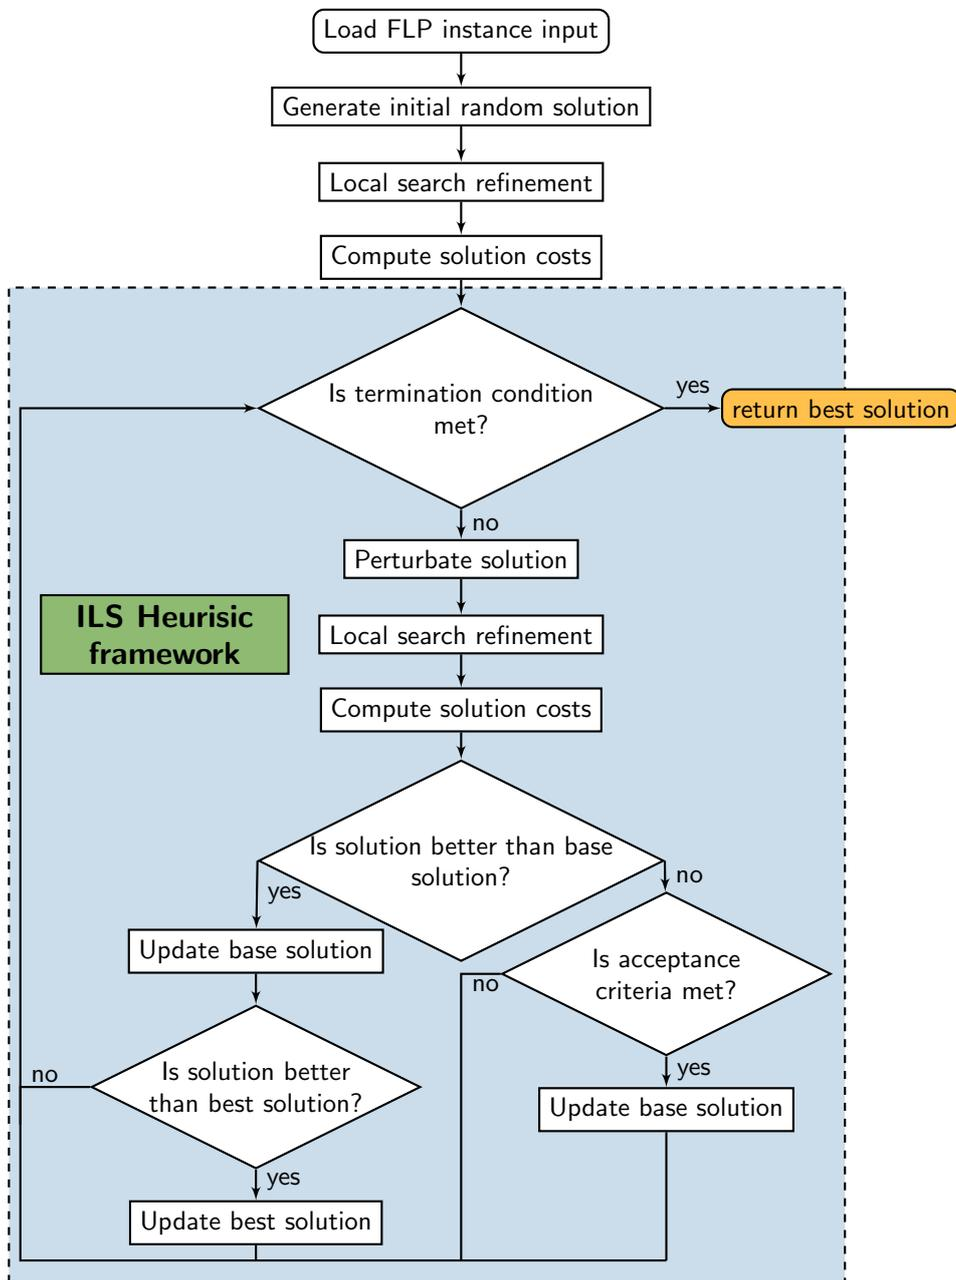 Load FLP instance input
Generate initial random solution
Local search refinement
Compute solution costs
Is termination condition
met?
yes
return best solution
no
Perturbate solution
ILS Heurisic
framework
Local search refinement
Compute solution costs
Is solution better than base
solution?
yes
no
Update base solution
Is acceptance
criteria met?
no
yes
Is solution better
than best solution?
no
Update base solution
yes
Update best solution